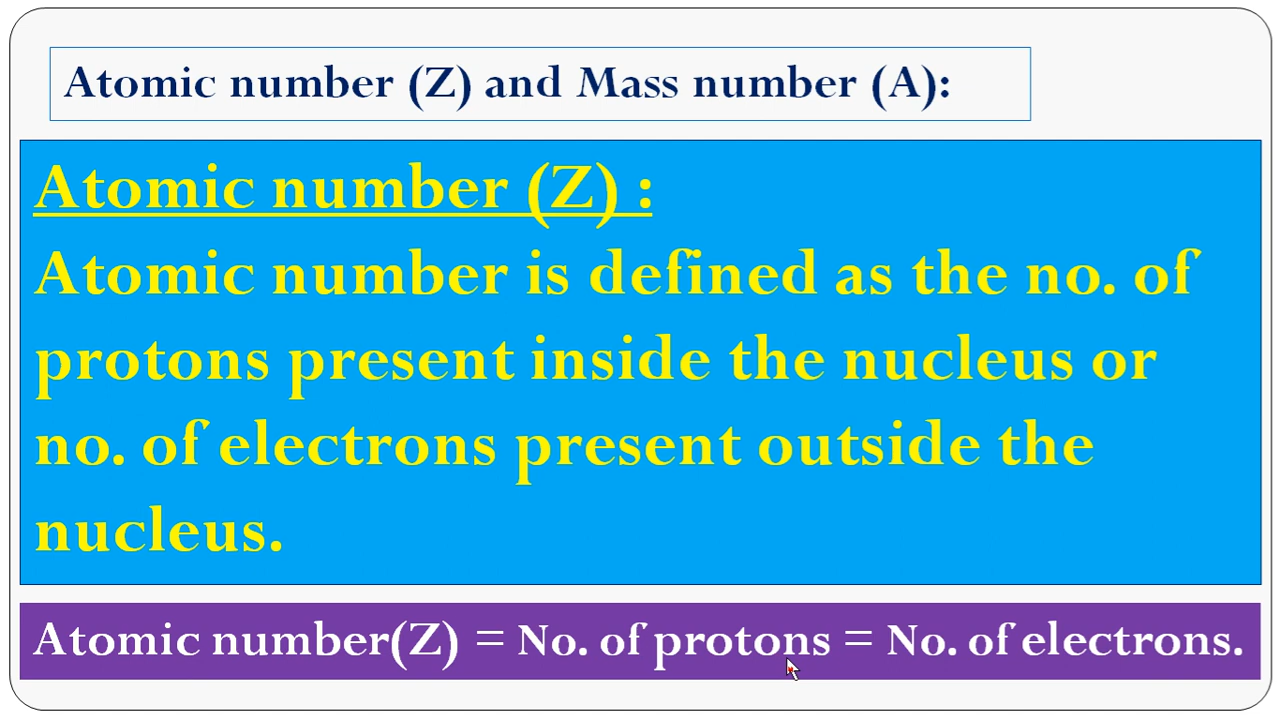 Atomic number (Z) and Mass number (A):
Atomic number (Z) :
Atomic number is defined as the no. of
protons present inside the nucleus or
no. of electrons present outside the
nucleus.
Atomic number(Z) = No. of protons = No. of electrons.